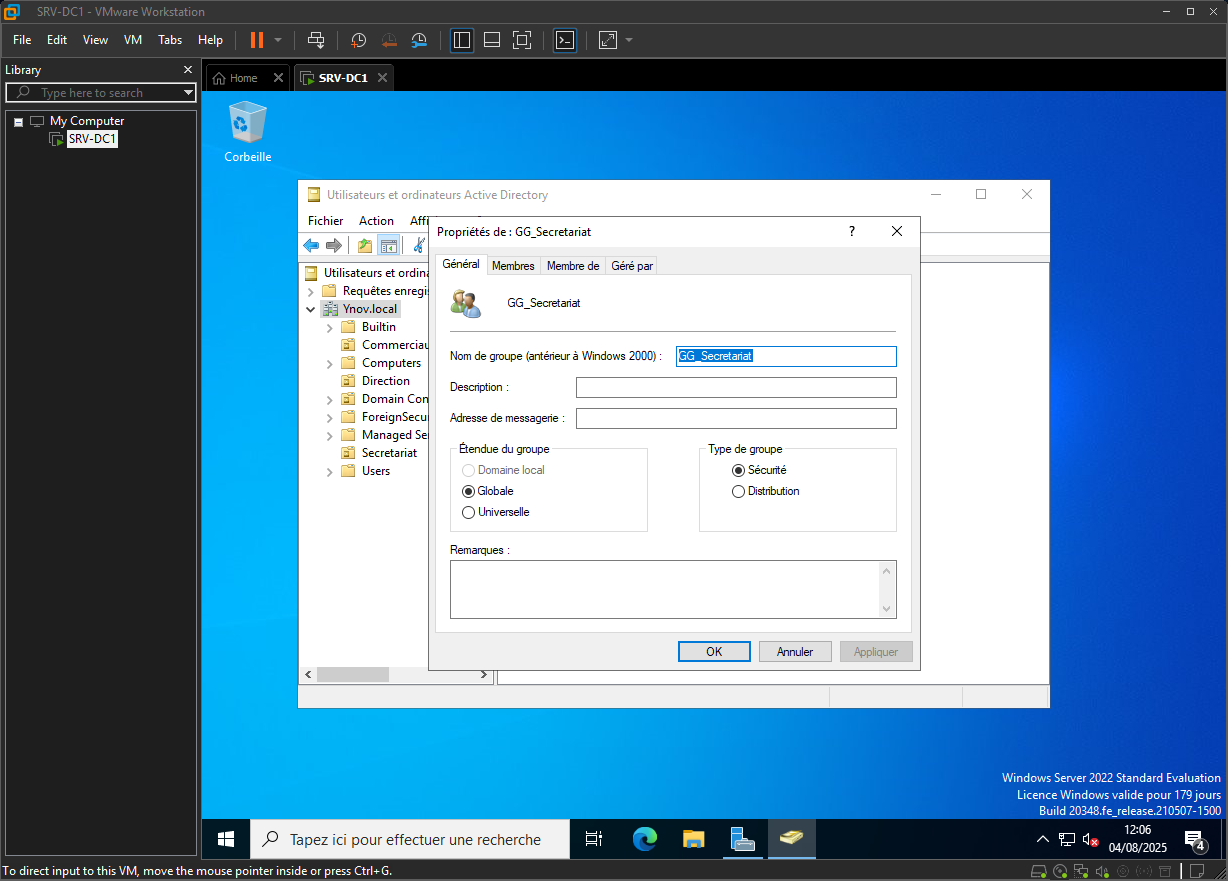 SRV-DC1 - VMware Workstation
File Edit View VM Tabs Help
Library
Type here to search
My Computer
SRV-DC1
Home
SRV-DC1
Corbeille
Utilisateurs et ordinateurs Active Directory
Fichier Action Affi
Utilisateurs et ordina
Requêtes enregis
Ynov.local
Builtin
Commerciau
Computers
Direction
Domain Con
ForeignSecu
Managed Se
Secretariat
Users
Propriétés de : GG_Secretariat
?
Général Membres Membre de Géré par
GG_Secretariat
Nom de groupe (antérieur à Windows 2000) : GG_Secretariat
Description :
Adresse de messagerie :
Étendue du groupe
Domaine local
Globale
Universelle
Type de groupe
Sécurité
Distribution
Remarques :
OK Annuler Appliquer
Windows Server 2022 Standard Evaluation
Licence Windows valide pour 179 jours
Build 20348.fe_release.210507-1500
Tapez ici pour effectuer une recherche
12:06
04/08/2025
4
To direct input to this VM, move the mouse pointer inside or press Ctrl+G.